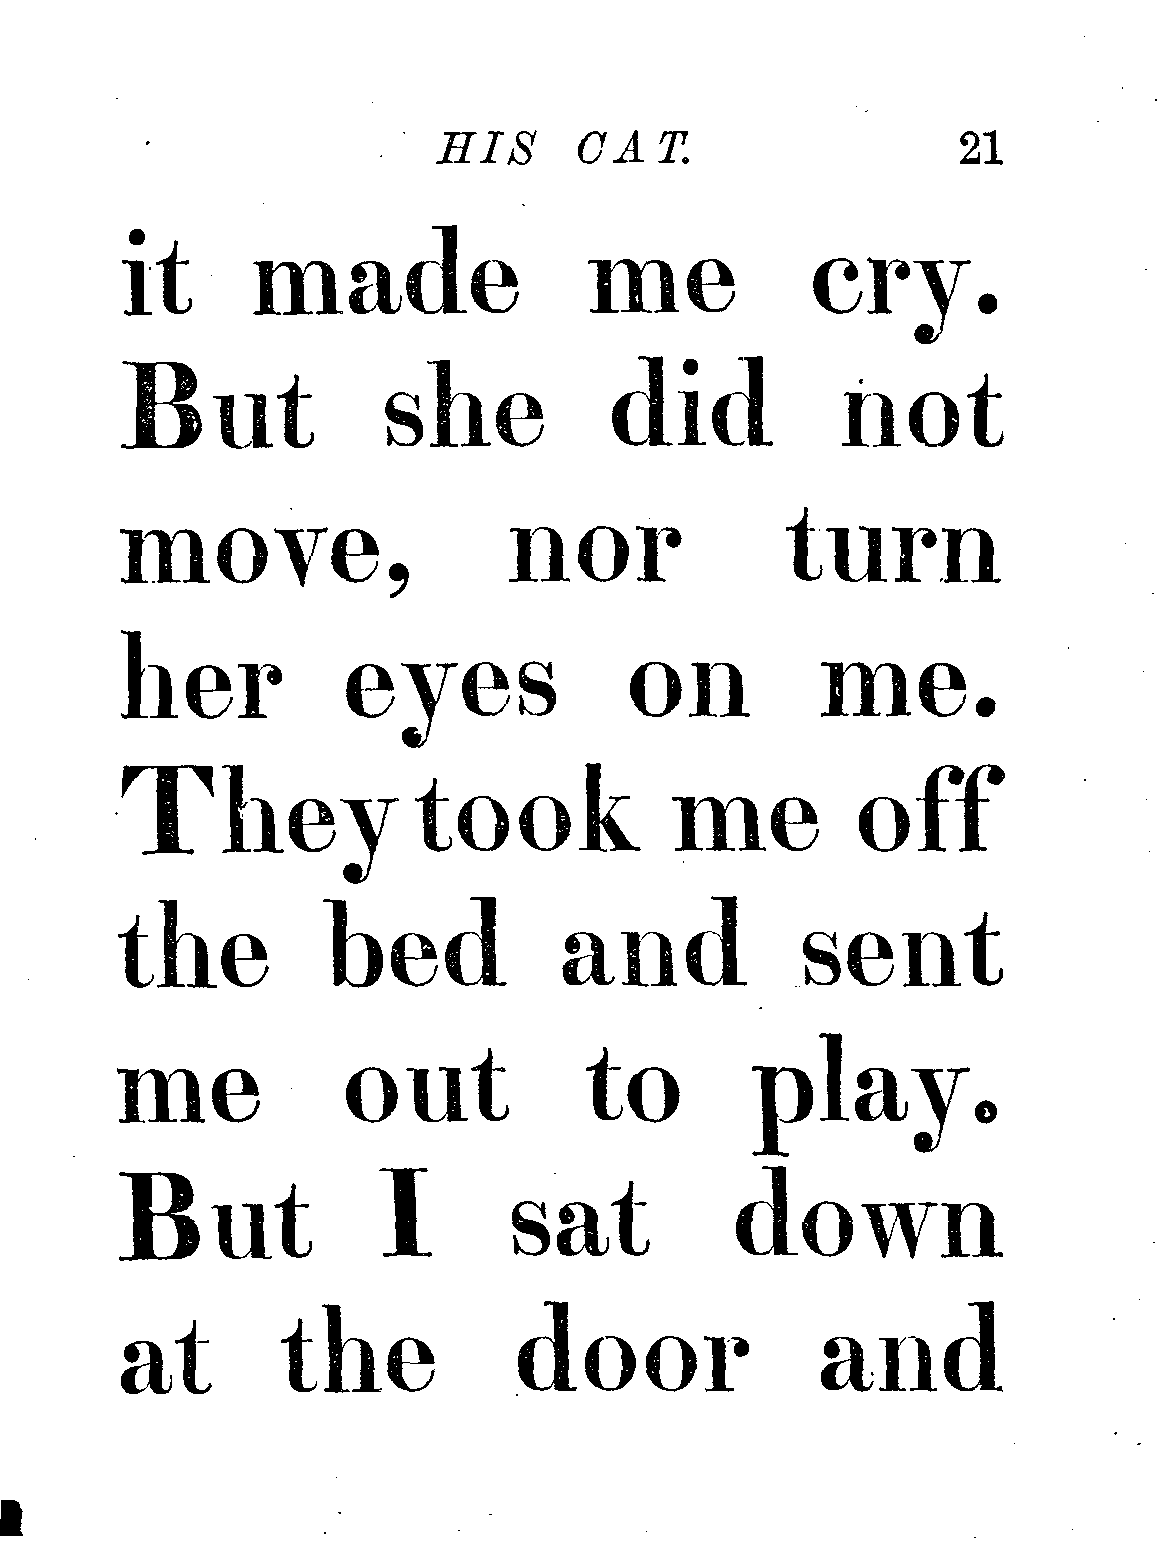 HIS CAT. 21
it made me cry.
But she did not
move, nor turn
her eyes on me.
They took me off
the bed and sent
me out to play.
But I sat down
at the door and